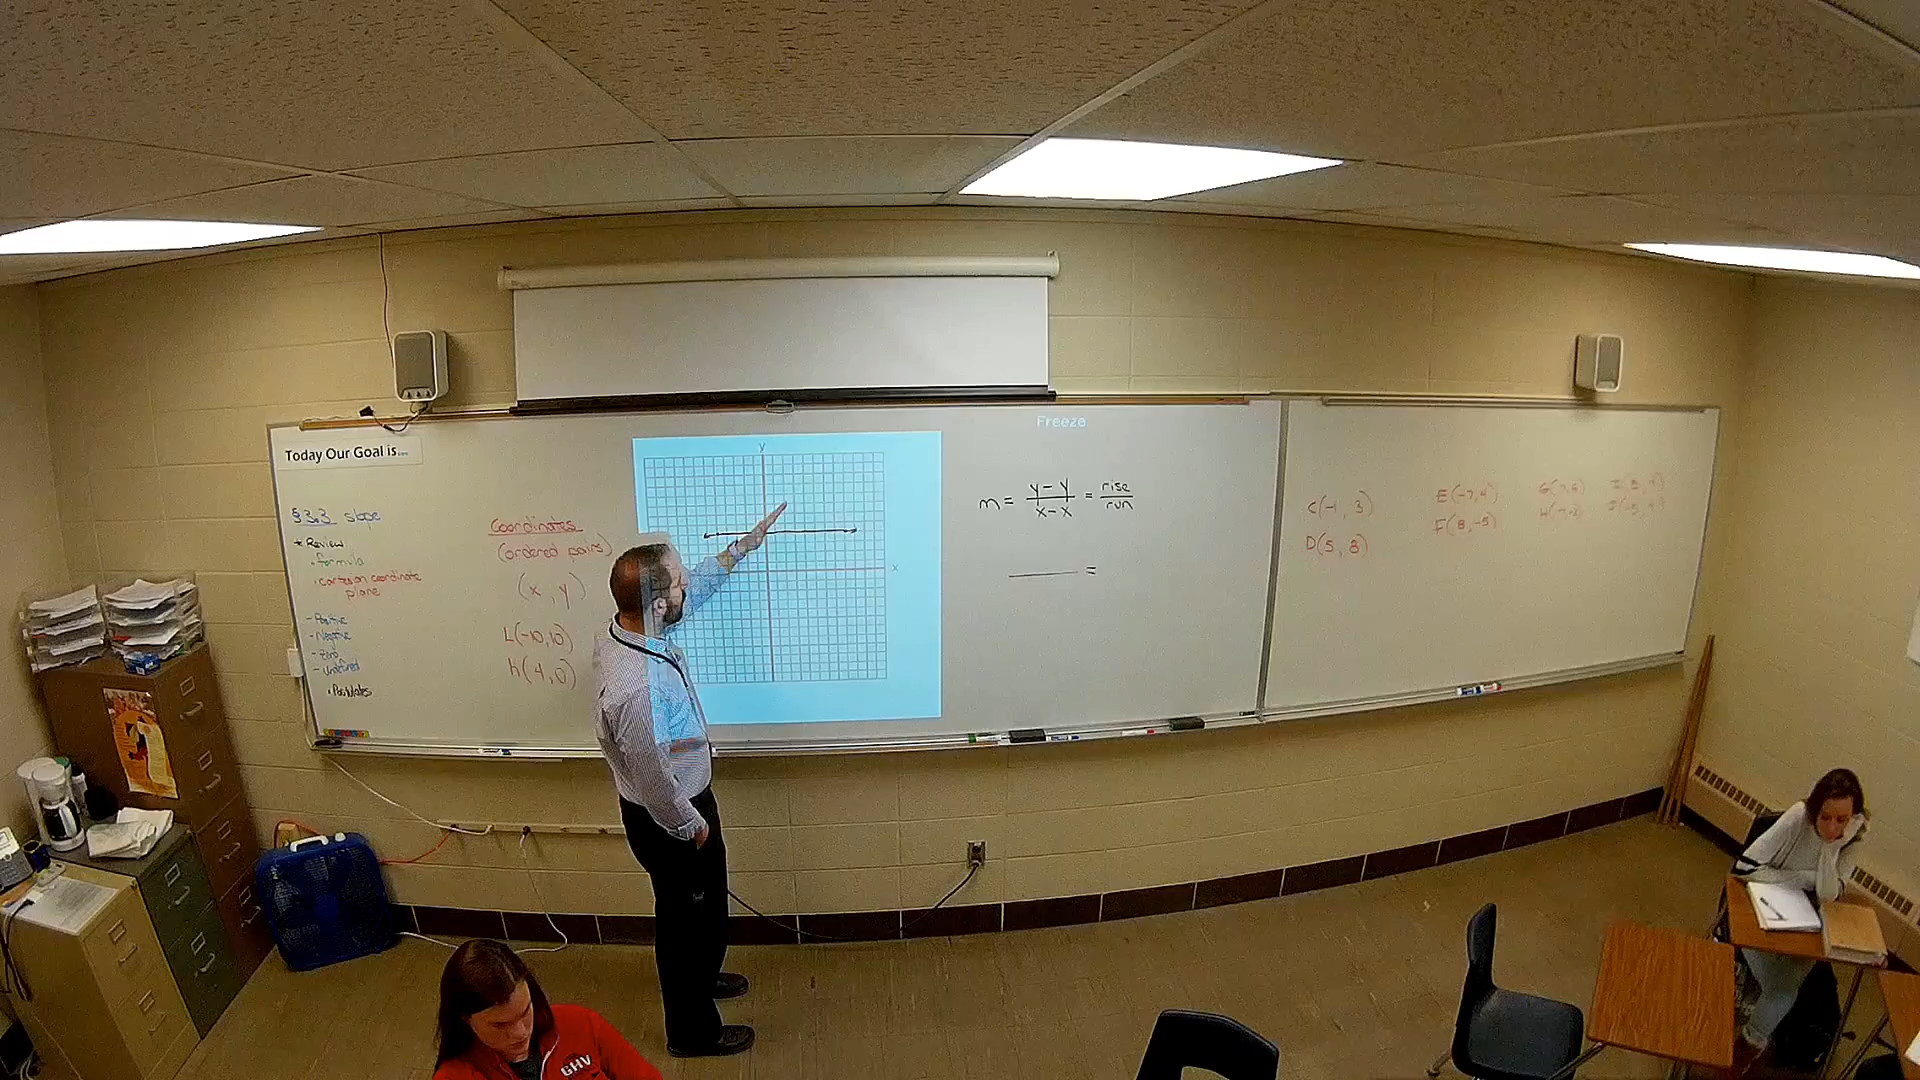 Today Our Goal is...
§ 3.3 slope
* Review
• formula
• cartesian coordinate
plane
- Positive
- Negative
- Zero
- Undefined
Coordinates
(ordered pairs)
(x, y)
L(-10, 10)
K(4, 0)
y
x
Freeze
m = y - y / x - x = rise / run
=
C(-1, 3)
D(5, 8)
E(-7, 4)
F(8, -5)
GHV